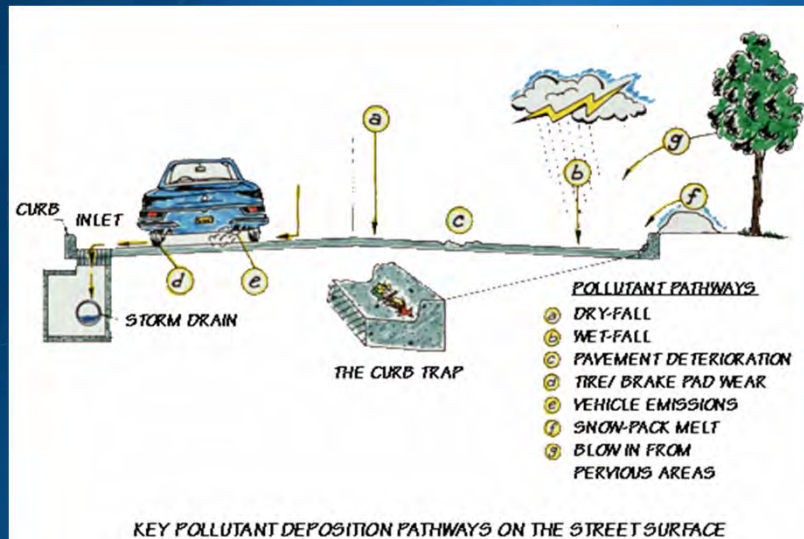 a
b
g
f
c
CURB
INLET
d
e
STORM DRAIN
THE CURB TRAP
POLLUTANT PATHWAYS
a DRY-FALL
b WET-FALL
c PAVEMENT DETERIORATION
d TIRE/ BRAKE PAD WEAR
e VEHICLE EMISSIONS
f SNOW-PACK MELT
g BLOW IN FROM
PERVIOUS AREAS
KEY POLLUTANT DEPOSITION PATHWAYS ON THE STREET SURFACE